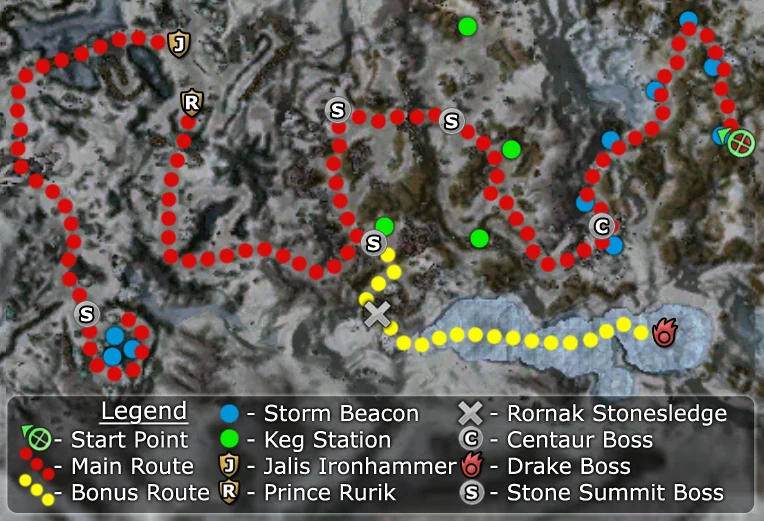 J
R
S
S
S
C
S
Legend
- Start Point
- Main Route
- Bonus Route
- Storm Beacon
- Keg Station
J - Jalis Ironhammer
R - Prince Rurik
- Rornak Stonesledge
C - Centaur Boss
- Drake Boss
S - Stone Summit Boss